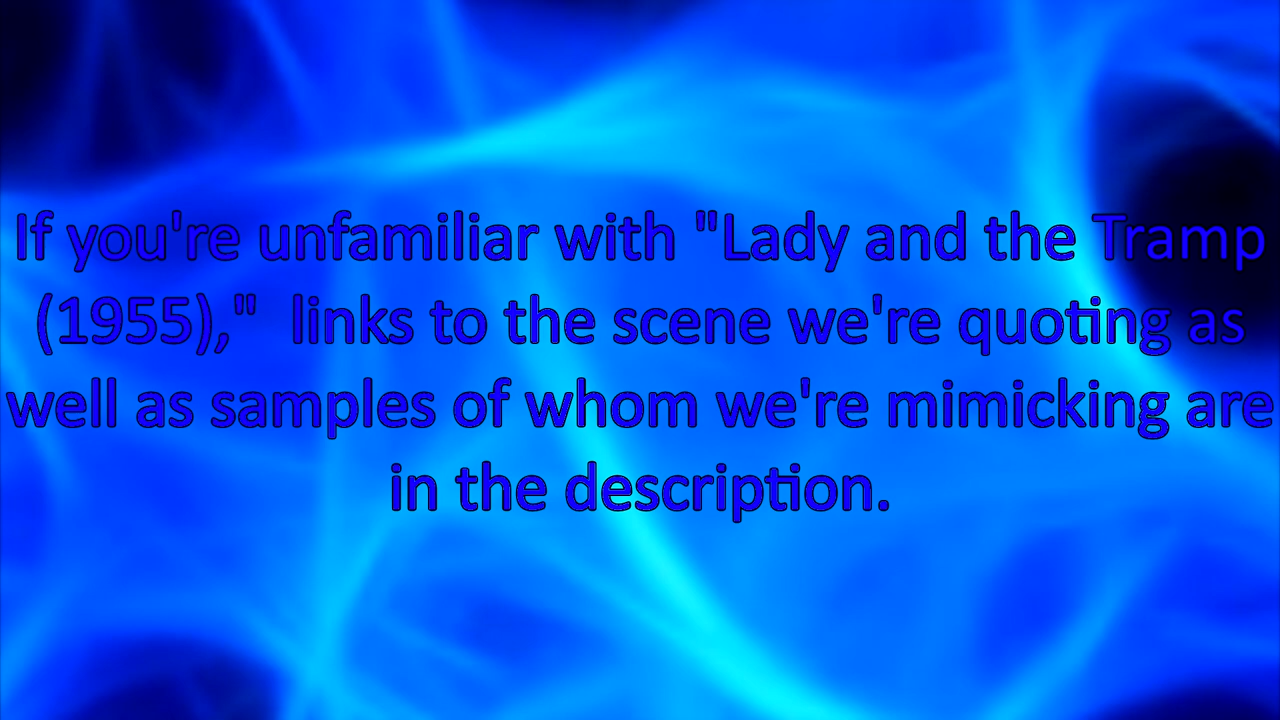 If you're unfamiliar with "Lady and the Tramp
(1955),"  links to the scene we're quoting as
well as samples of whom we're mimicking are
in the description.